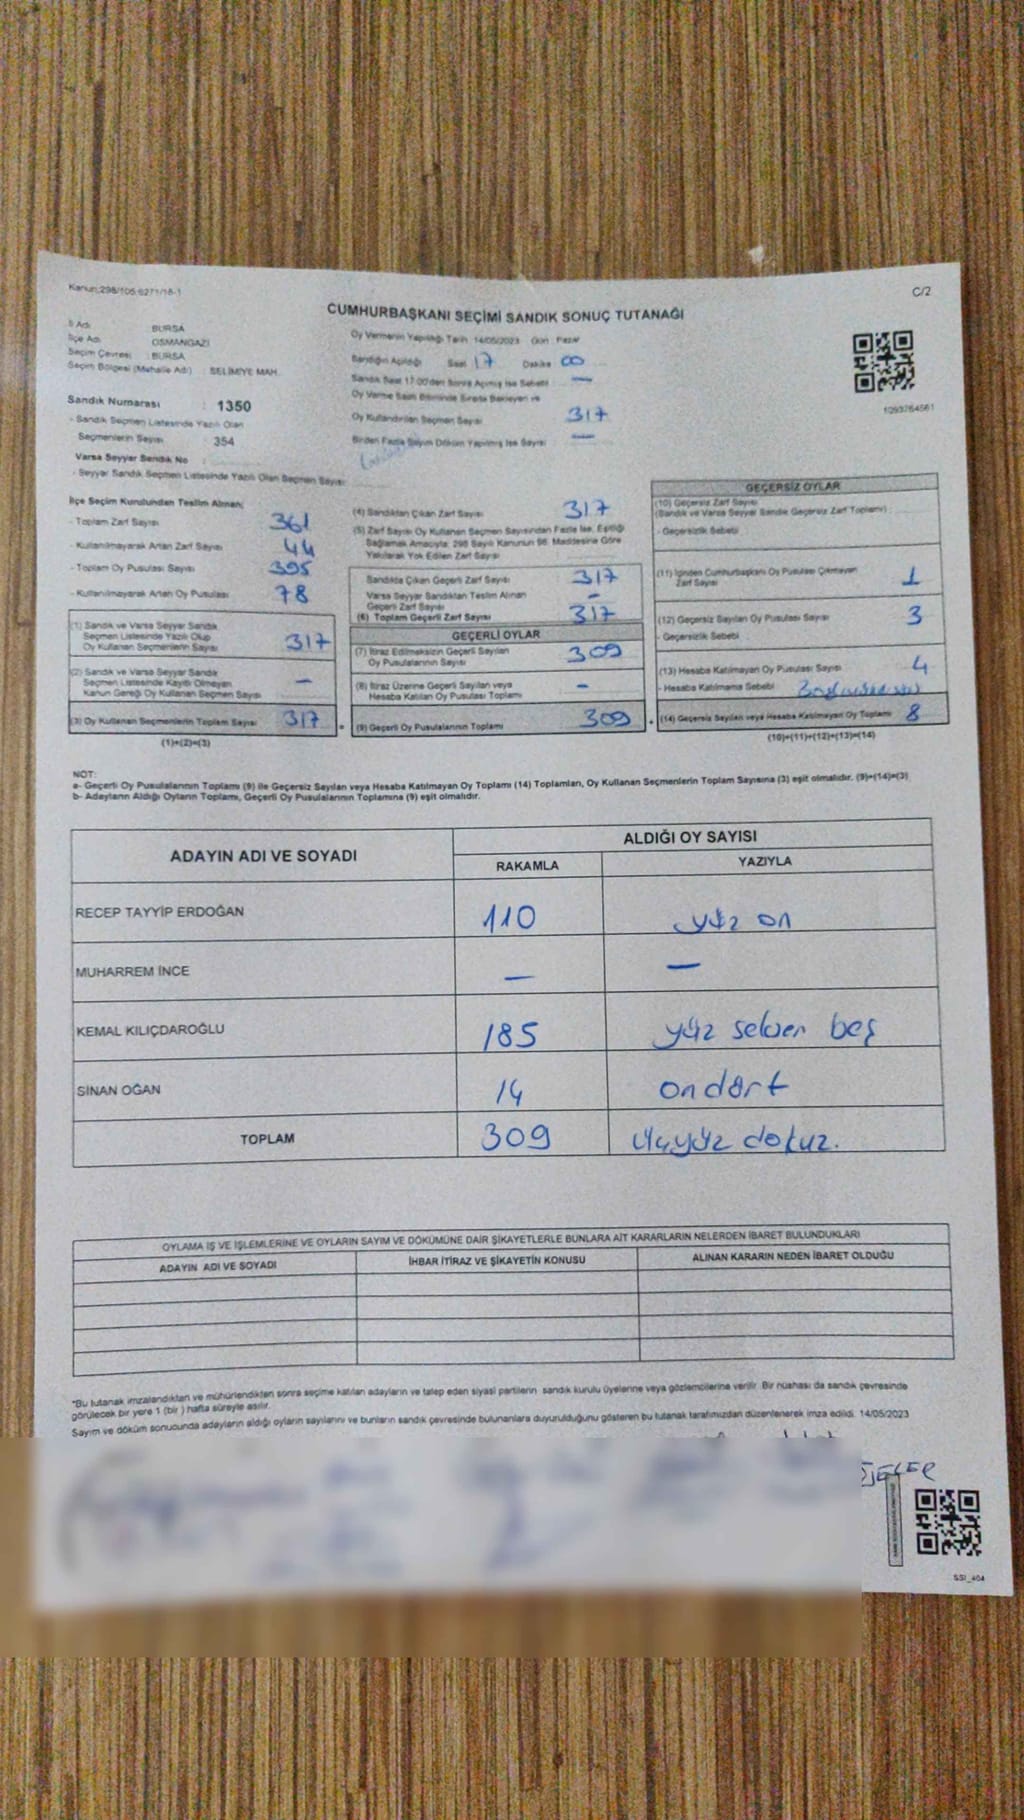 Kanun:298/105,6271/18-1
C/2
CUMHURBAŞKANI SEÇİMİ SANDIK SONUÇ TUTANAĞI
İl Adı BURSA
İlçe Adı OSMANGAZİ
Seçim Çevresi : BURSA
Seçim Bölgesi (Mahalle Adı) : SELİMİYE MAH.
Sandık Numarası : 1350
- Sandık Seçmen Listesinde Yazılı Olan
Seçmenlerin Sayısı : 354
Varsa Seyyar Sandık No :
- Seyyar Sandık Seçmen Listesinde Yazılı Olan Seçmen Sayısı:
Oy Vermenin Yapıldığı Tarih 14/05/2023 Gün Pazar
Sandığın Açıldığı Saat 17 Dakika 00
Sandık Saat 17.00'den Sonra Açılmış İse Sebebi —
Oy Verme Saati Bitiminde Sırada Bekleyen ve
Oy Kullandırılan Seçmen Sayısı 317
Birden Fazla Sayım Döküm Yapılmış İse Sayısı —
1093764561
İlçe Seçim Kurulundan Teslim Alınan;
- Toplam Zarf Sayısı 361
- Kullanılmayarak Artan Zarf Sayısı 44
- Toplam Oy Pusulası Sayısı 395
- Kullanılmayarak Artan Oy Pusulası 78
(1) Sandık ve Varsa Seyyar Sandık
Seçmen Listesinde Yazılı Olup
Oy Kullanan Seçmenlerin Sayısı 317
(2) Sandık ve Varsa Seyyar Sandık
Seçmen Listesinde Kayıtlı Olmayan
Kanun Gereği Oy Kullanan Seçmen Sayısı —
(3) Oy Kullanan Seçmenlerin Toplam Sayısı 317 =
(1)+(2)=(3)
(4) Sandıktan Çıkan Zarf Sayısı 317
(5) Zarf Sayısı Oy Kullanan Seçmen Sayısından Fazla İse, Eşitliği
Sağlamak Amacıyla; 298 Sayılı Kanunun 98. Maddesine Göre
Yakılarak Yok Edilen Zarf Sayısı
Sandıkta Çıkan Geçerli Zarf Sayısı 317
Varsa Seyyar Sandıktan Teslim Alınan
Geçerli Zarf Sayısı —
(6) Toplam Geçerli Zarf Sayısı 317
GEÇERLİ OYLAR
(7) İtiraz Edilmeksizin Geçerli Sayılan
Oy Pusulalarının Sayısı 309
(8) İtiraz Üzerine Geçerli Sayılan veya
Hesaba Katılan Oy Pusulası Toplamı —
(9) Geçerli Oy Pusulalarının Toplamı 309 +
GEÇERSİZ OYLAR
(10) Geçersiz Zarf Sayısı
(Sandık ve Varsa Seyyar Sandık Geçersiz Zarf Toplamı)
- Geçersizlik Sebebi
(11) İçinden Cumhurbaşkanı Oy Pusulası Çıkmayan
Zarf Sayısı 1
(12) Geçersiz Sayılan Oy Pusulası Sayısı 3
- Geçersizlik Sebebi
(13) Hesaba Katılmayan Oy Pusulası Sayısı 4
- Hesaba Katılmama Sebebi
(14) Geçersiz Sayılan veya Hesaba Katılmayan Oy Toplamı 8
(10)+(11)+(12)+(13)=(14)
NOT:
a- Geçerli Oy Pusulalarının Toplamı (9) ile Geçersiz Sayılan veya Hesaba Katılmayan Oy Toplamı (14) Toplamları, Oy Kullanan Seçmenlerin Toplam Sayısına (3) eşit olmalıdır. (9)+(14)=(3)
b- Adayların Aldığı Oyların Toplamı, Geçerli Oy Pusulalarının Toplamına (9) eşit olmalıdır.
ADAYIN ADI VE SOYADI
ALDIĞI OY SAYISI
RAKAMLA YAZIYLA
RECEP TAYYİP ERDOĞAN 110 yüz on
MUHARREM İNCE — —
KEMAL KILIÇDAROĞLU 185 yüz seksen beş
SİNAN OĞAN 14 on dört
TOPLAM 309 üçyüz dokuz.
OYLAMA İŞ VE İŞLEMLERİNE VE OYLARIN SAYIM VE DÖKÜMÜNE DAİR ŞİKAYETLERLE BUNLARA AİT KARARLARIN NELERDEN İBARET BULUNDUKLARI
ADAYIN ADI VE SOYADI İHBAR İTİRAZ VE ŞİKAYETİN KONUSU ALINAN KARARIN NEDEN İBARET OLDUĞU
*Bu tutanak imzalandıktan ve mühürlendikten sonra seçime katılan adayların ve talep eden siyasi partilerin sandık kurulu üyelerine veya gözlemcilerine verilir. Bir nüshası da sandık çevresinde
görülecek bir yere 1 (bir ) hafta süreyle asılır.
Sayım ve döküm sonucunda adayların aldığı oyların sayılarını ve bunların sandık çevresinde bulunanlara duyurulduğunu gösteren bu tutanak tarafımızdan düzenlenerek imza edildi. 14/05/2023
SSI_404